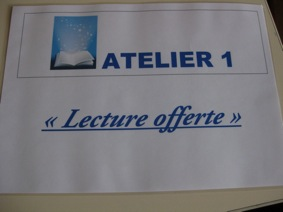 ATELIER 1
« Lecture offerte »